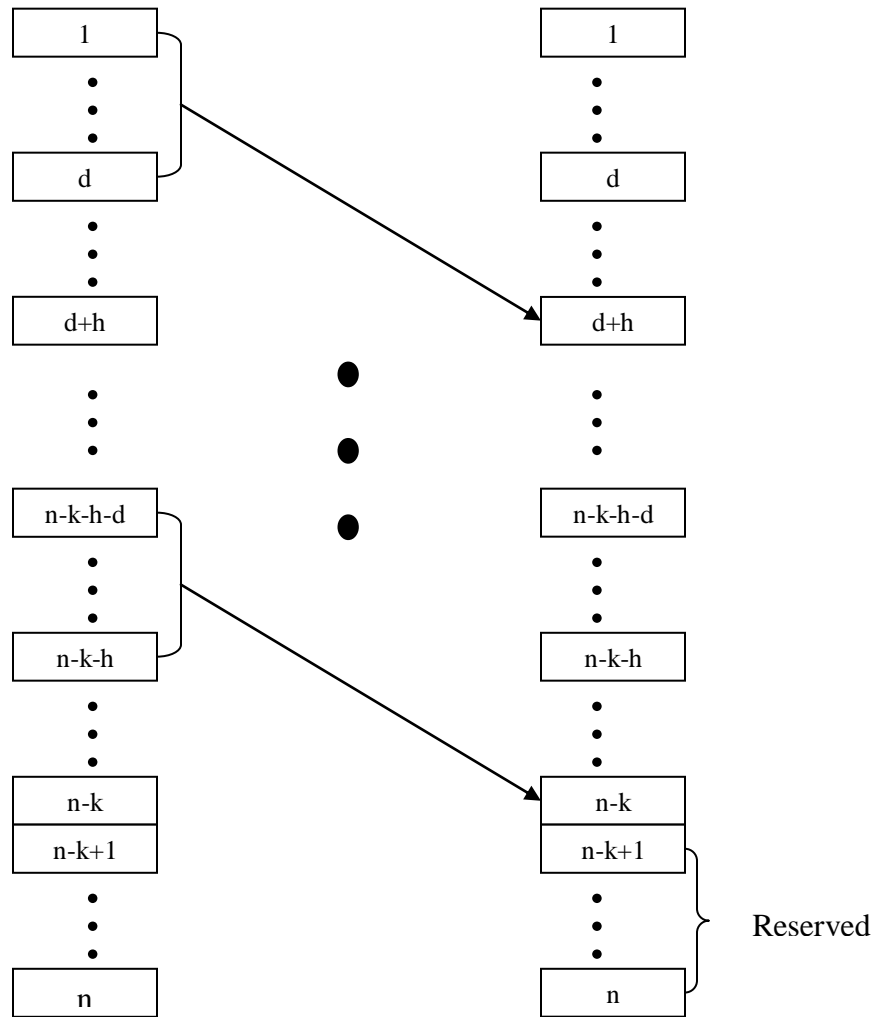 1 1
d d
d+h d+h
n-k-h-d n-k-h-d
n-k-h n-k-h
n-k n-k
n-k+1 n-k+1
Reserved
n n